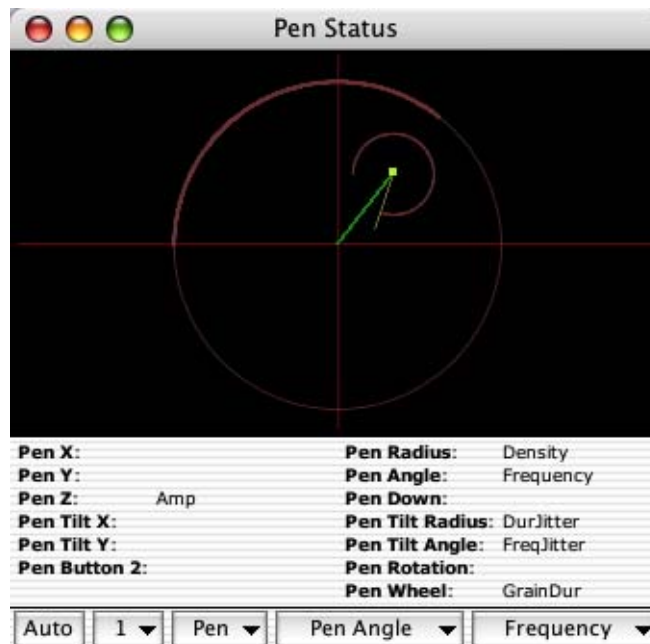 Pen Status
Pen X: Pen Radius: Density
Pen Y: Pen Angle: Frequency
Pen Z: Amp Pen Down:
Pen Tilt X: Pen Tilt Radius: DurJitter
Pen Tilt Y: Pen Tilt Angle: FreqJitter
Pen Button 2: Pen Rotation:
Pen Wheel: GrainDur
Auto 1 Pen Pen Angle Frequency